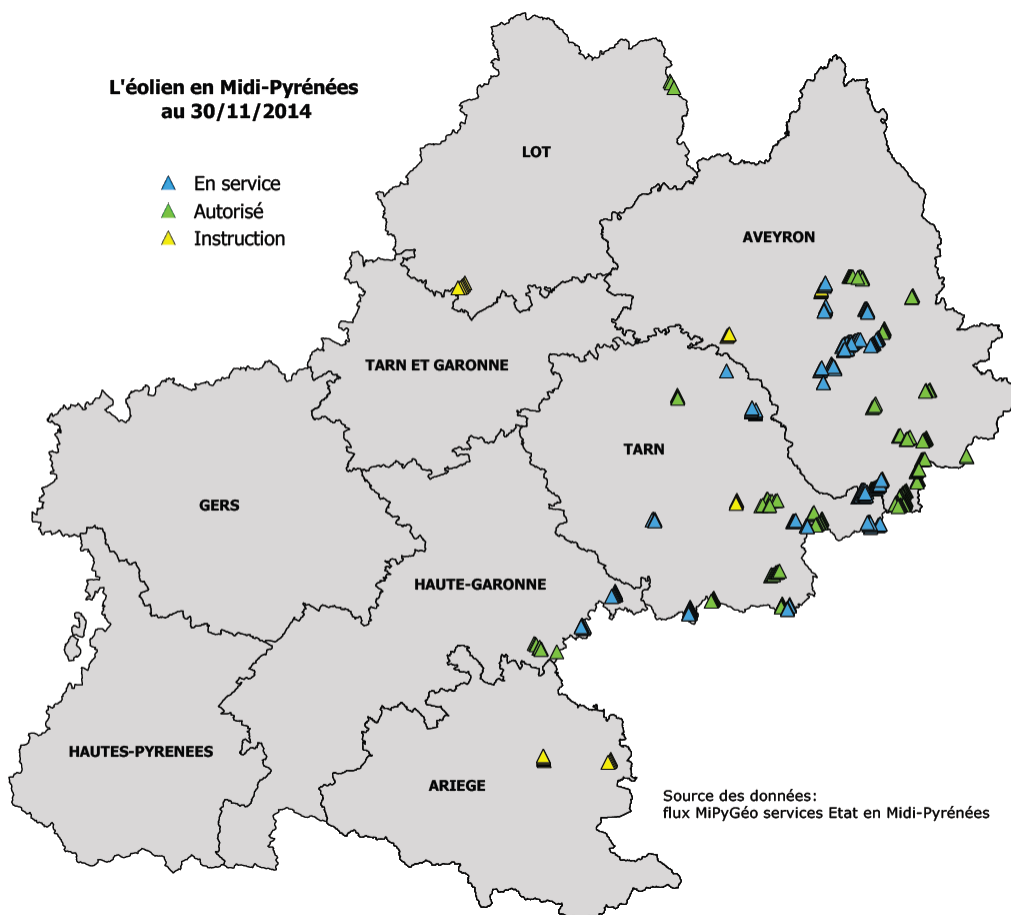 L'éolien en Midi-Pyrénées
au 30/11/2014
En service
Autorisé
Instruction
LOT
AVEYRON
TARN ET GARONNE
TARN
GERS
HAUTE-GARONNE
HAUTES-PYRENEES
ARIEGE
Source des données:
flux MiPyGéo services Etat en Midi-Pyrénées